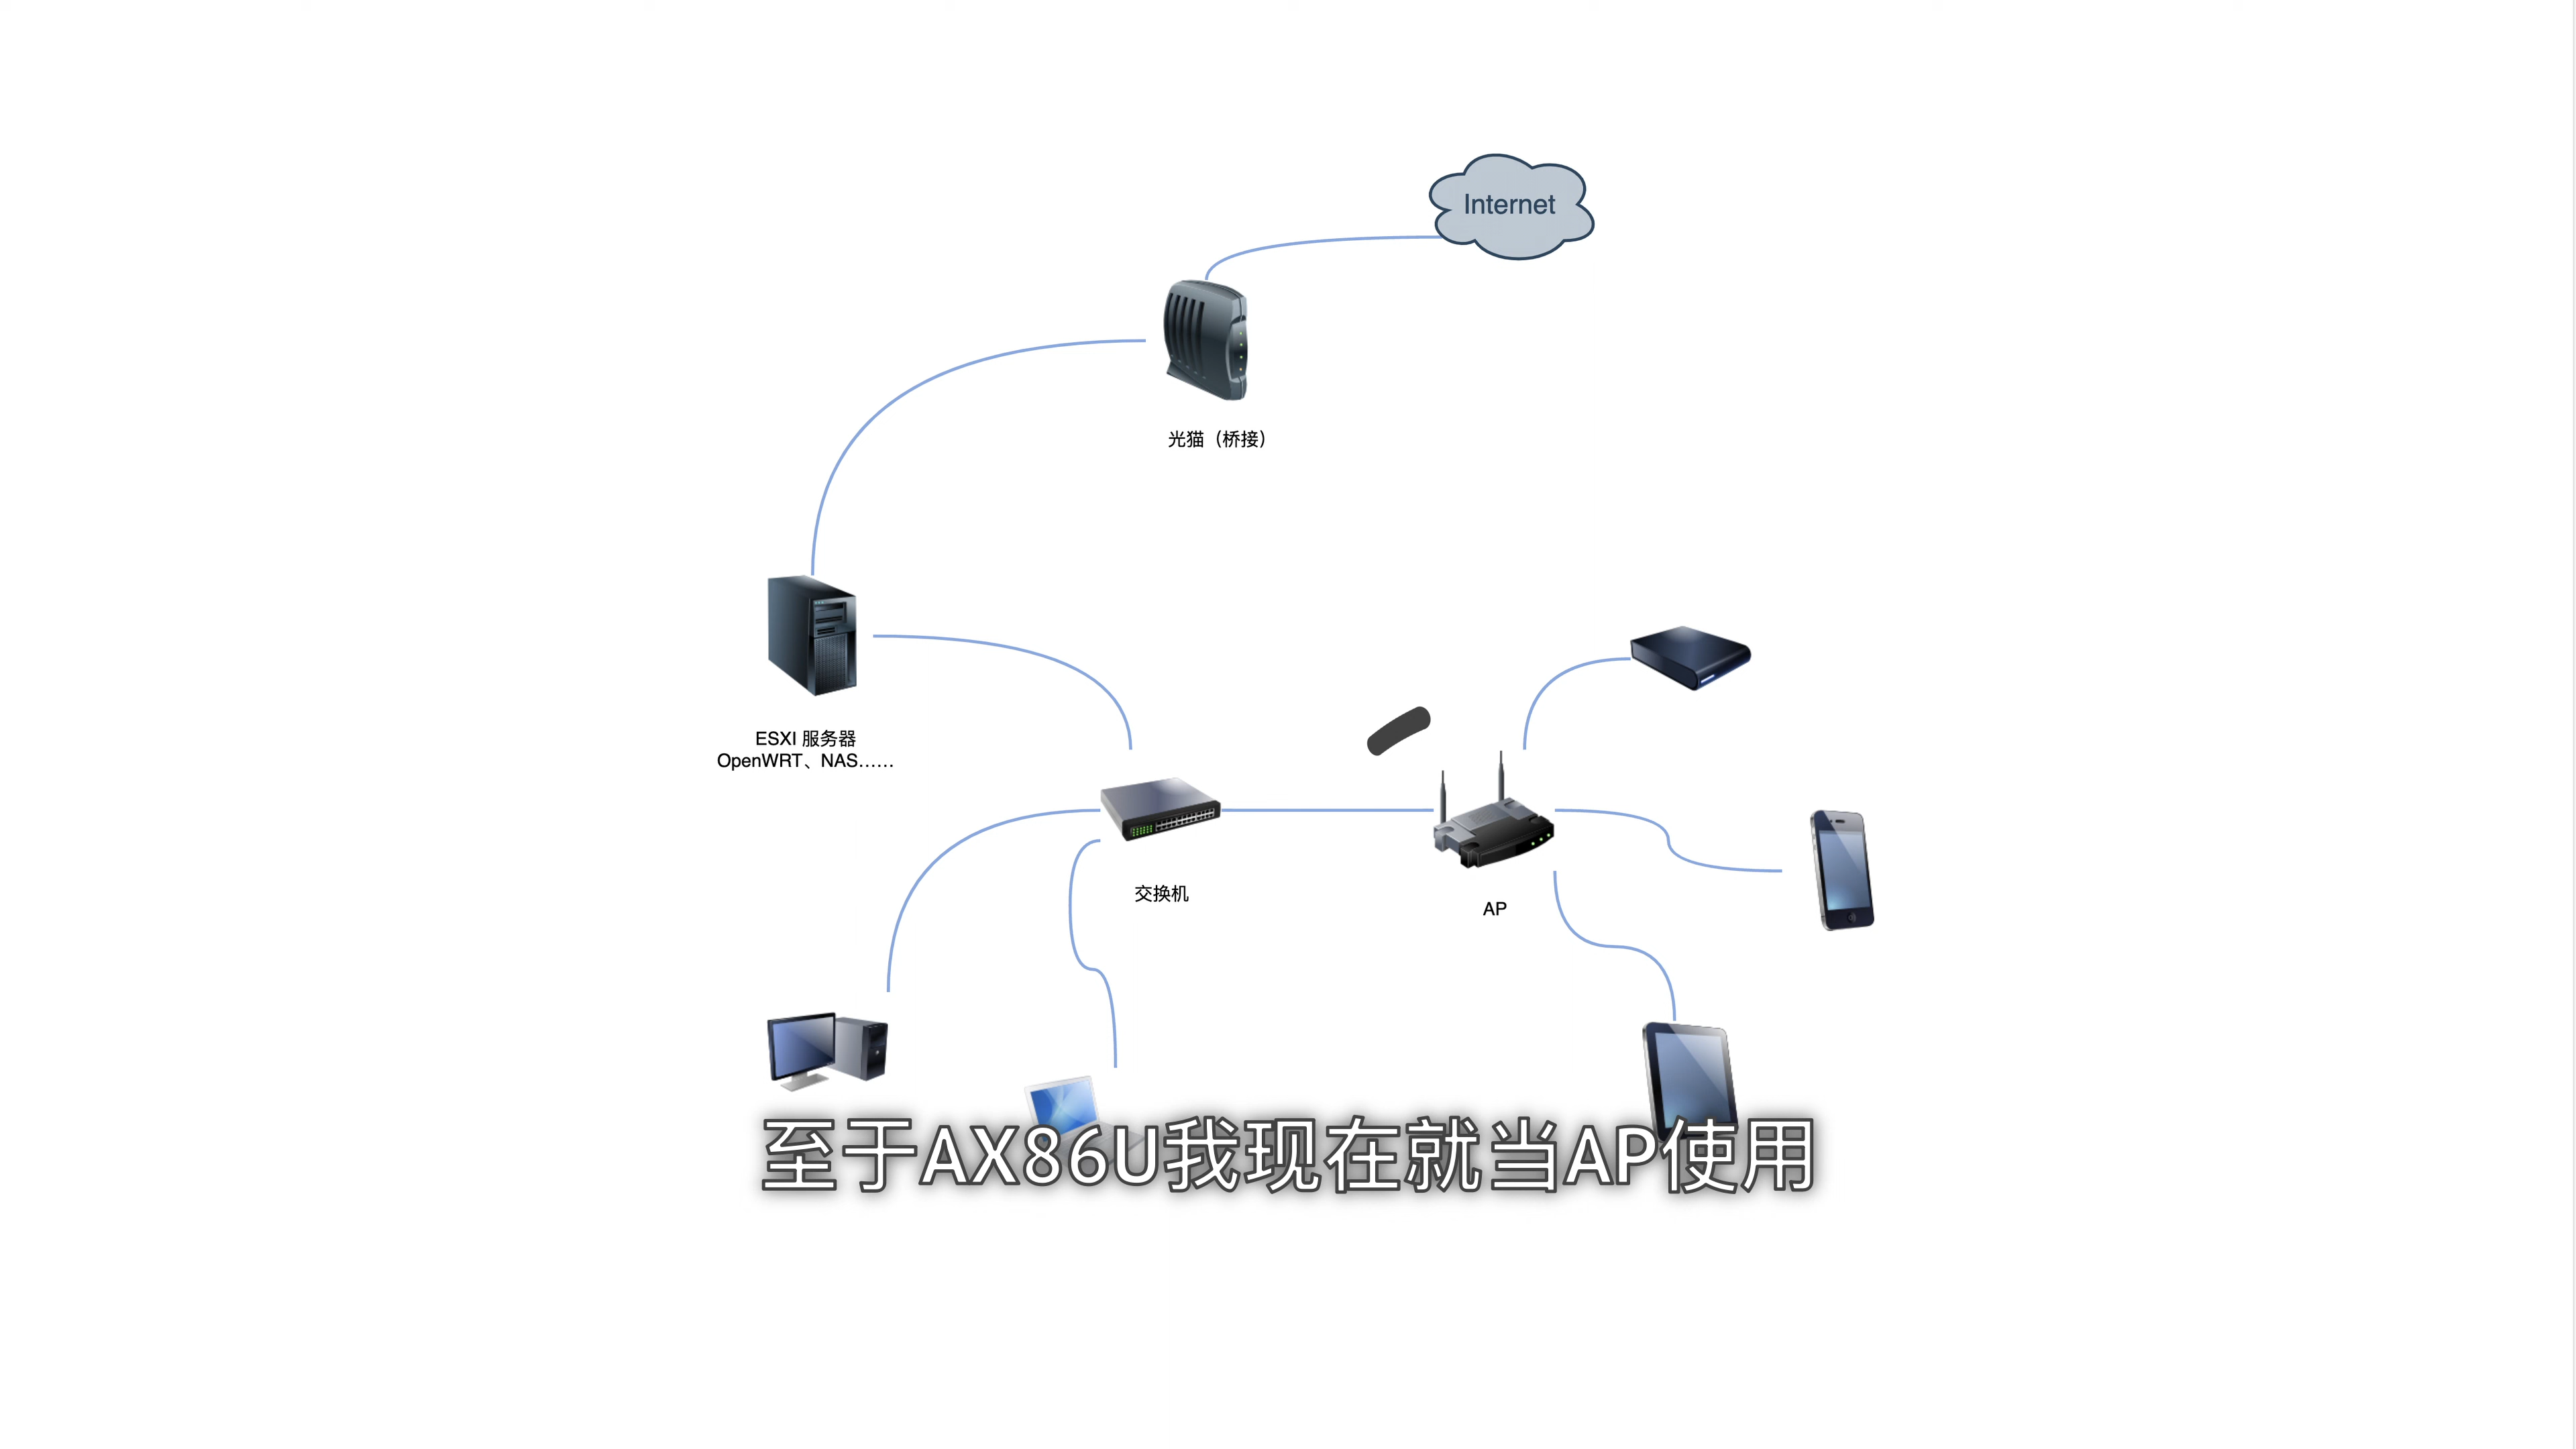 Internet
光猫（桥接）
ESXI 服务器
OpenWRT、NAS……
交换机
AP
至于AX86U我现在就当AP使用